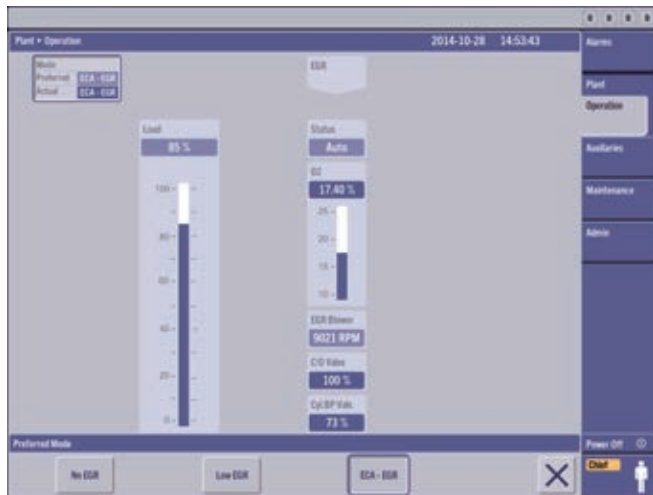 Plant • Operation
2014-10-28 14:53:43
Alarms
Mode
Preferred ECA - EGR
Actual ECA - EGR
EGR
Plant
Operation
Load
85 %
Status
Auto
Auxiliaries
O2
17.40 %
Maintenance
Admin
100
80
60
40
20
0
25
20
15
10
EGR Blower
9021 RPM
C/O Valve
100 %
Cyl.BP Valv.
73 %
Preferred Mode
No EGR
Low EGR
ECA - EGR
Power Off
Chief